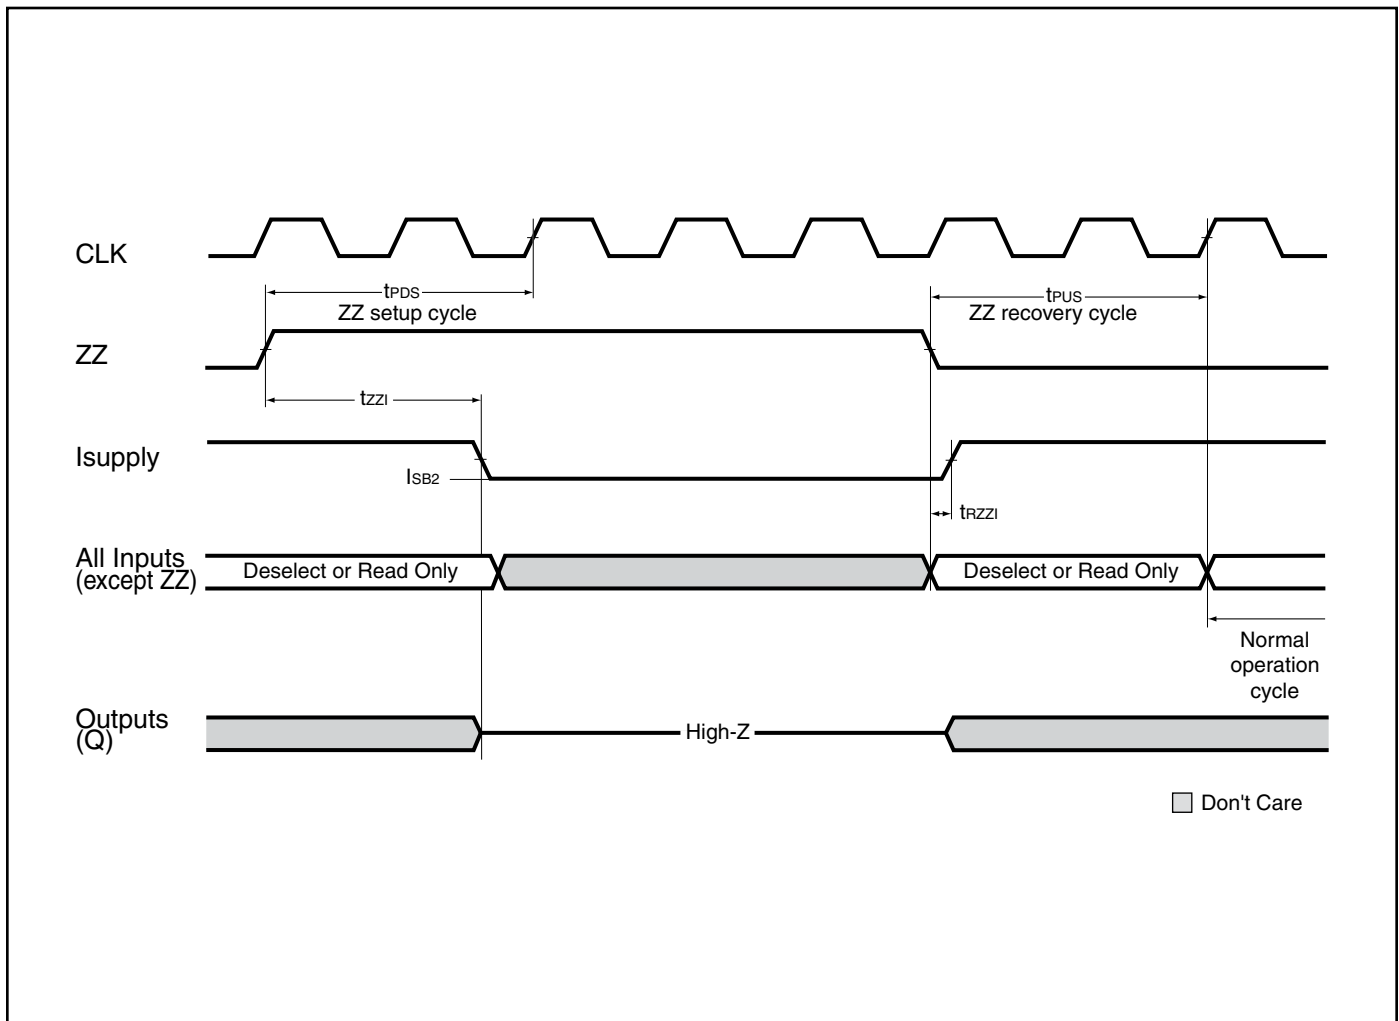 CLK
tPDS
ZZ setup cycle
tPUS
ZZ recovery cycle
ZZ
tZZI
Isupply
ISB2
tRZZI
All Inputs
(except ZZ)
Deselect or Read Only
Deselect or Read Only
Normal
operation
cycle
Outputs
(Q)
High-Z
Don't Care